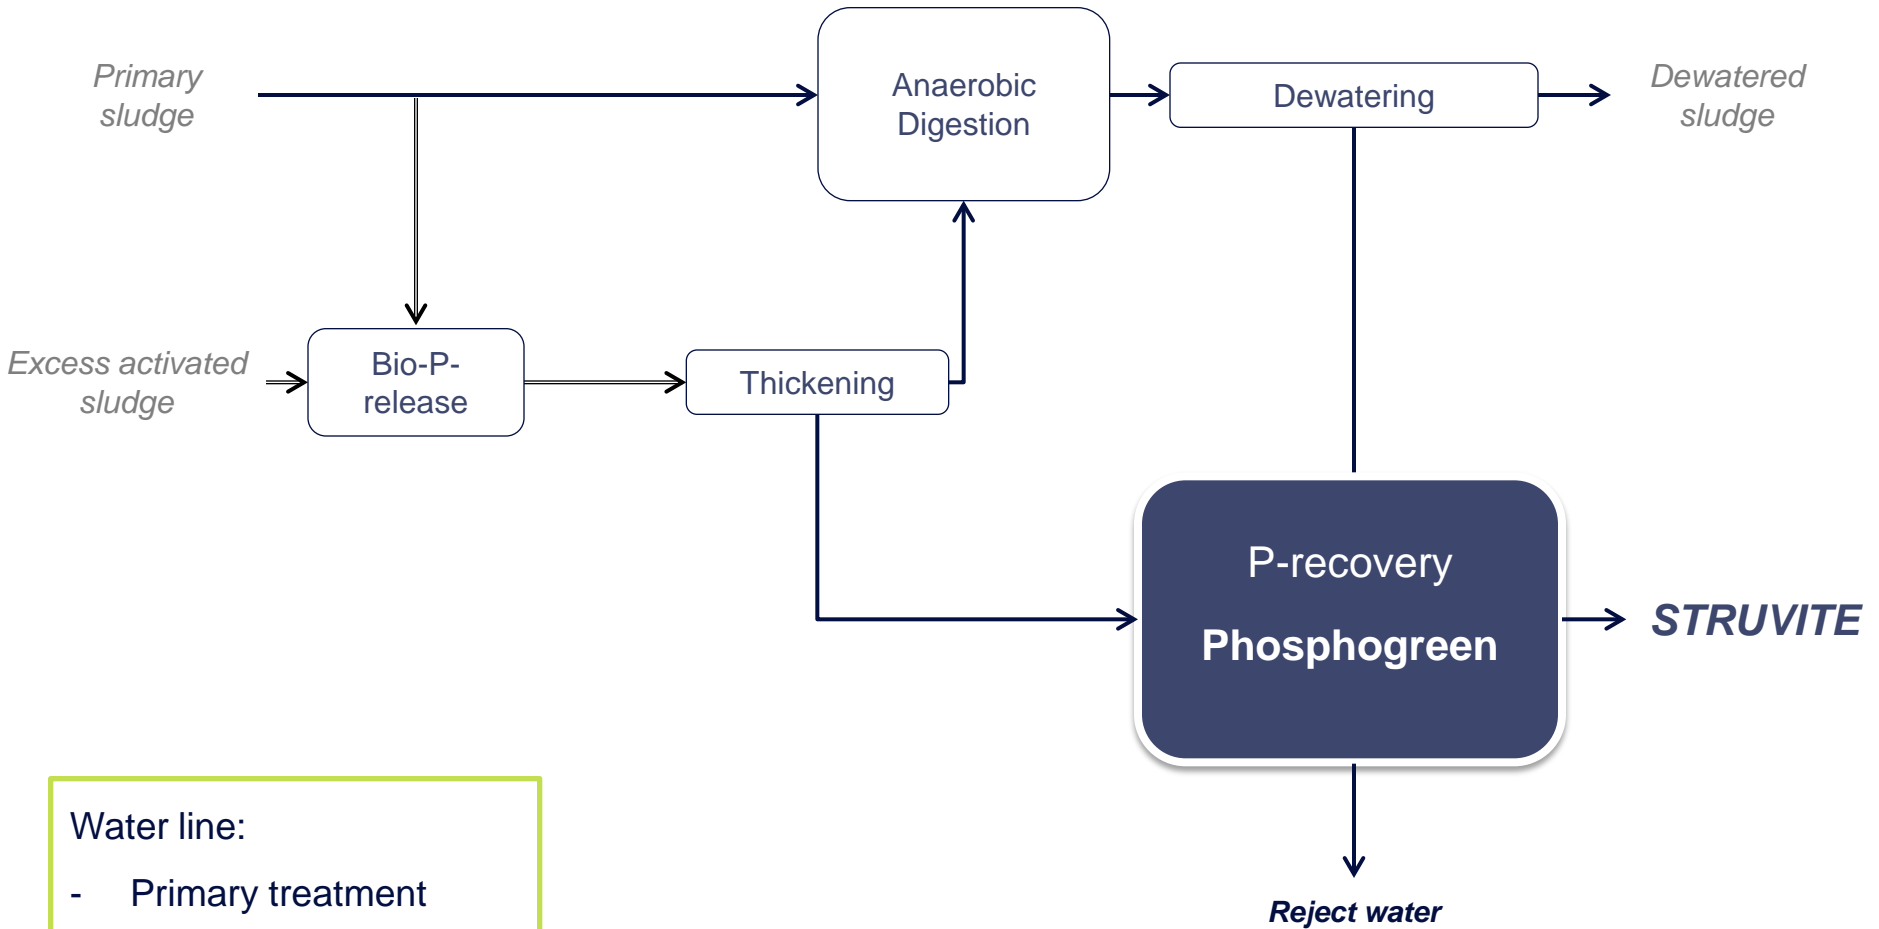 Primary
sludge
Anaerobic
Digestion
Dewatering
Dewatered
sludge
Excess activated
sludge
Bio-P-
release
Thickening
P-recovery
Phosphogreen
STRUVITE
Water line:
- Primary treatment
Reject water